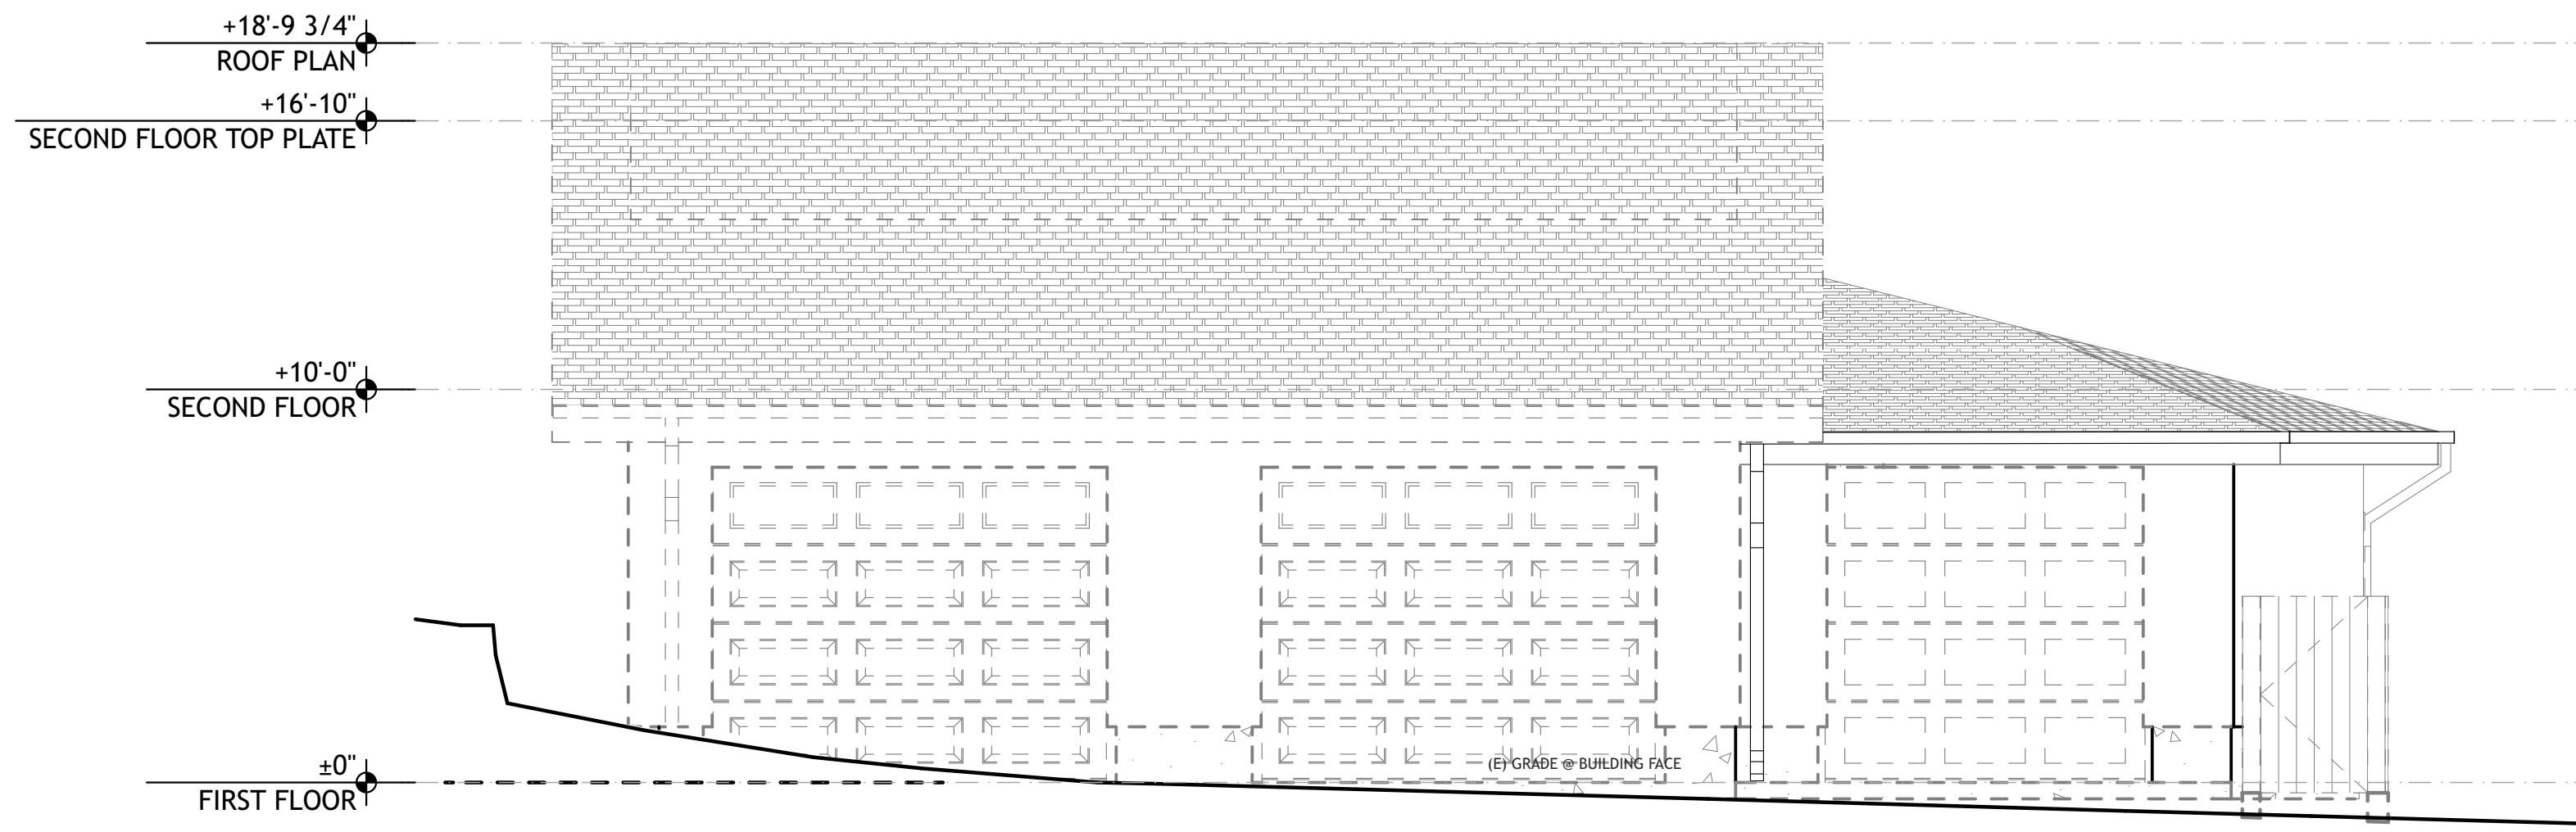 +18'-9 3/4"
ROOF PLAN
+16'-10"
SECOND FLOOR TOP PLATE
+10'-0"
SECOND FLOOR
±0"
FIRST FLOOR
(E) GRADE @ BUILDING FACE